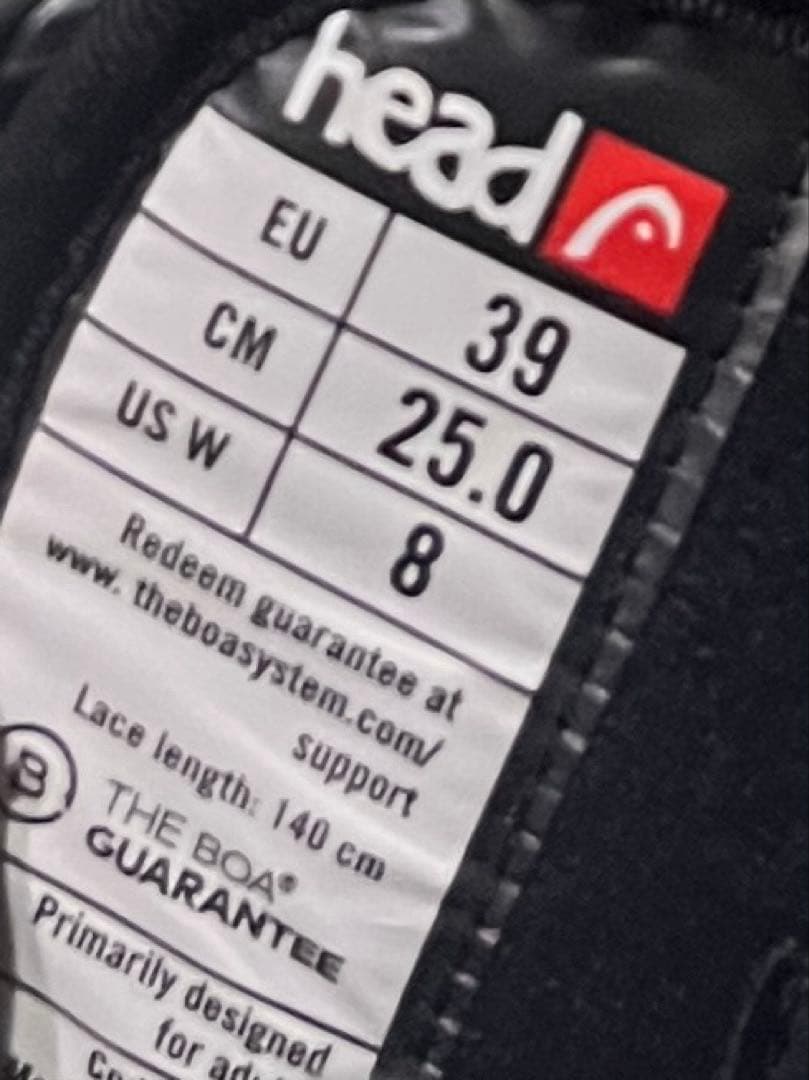 head
EU 39
CM 25.0
US W 8
Redeem guarantee at
www. theboasystem.com/
support
Lace length: 140 cm
B THE BOA®
GUARANTEE
Primarily designed
for